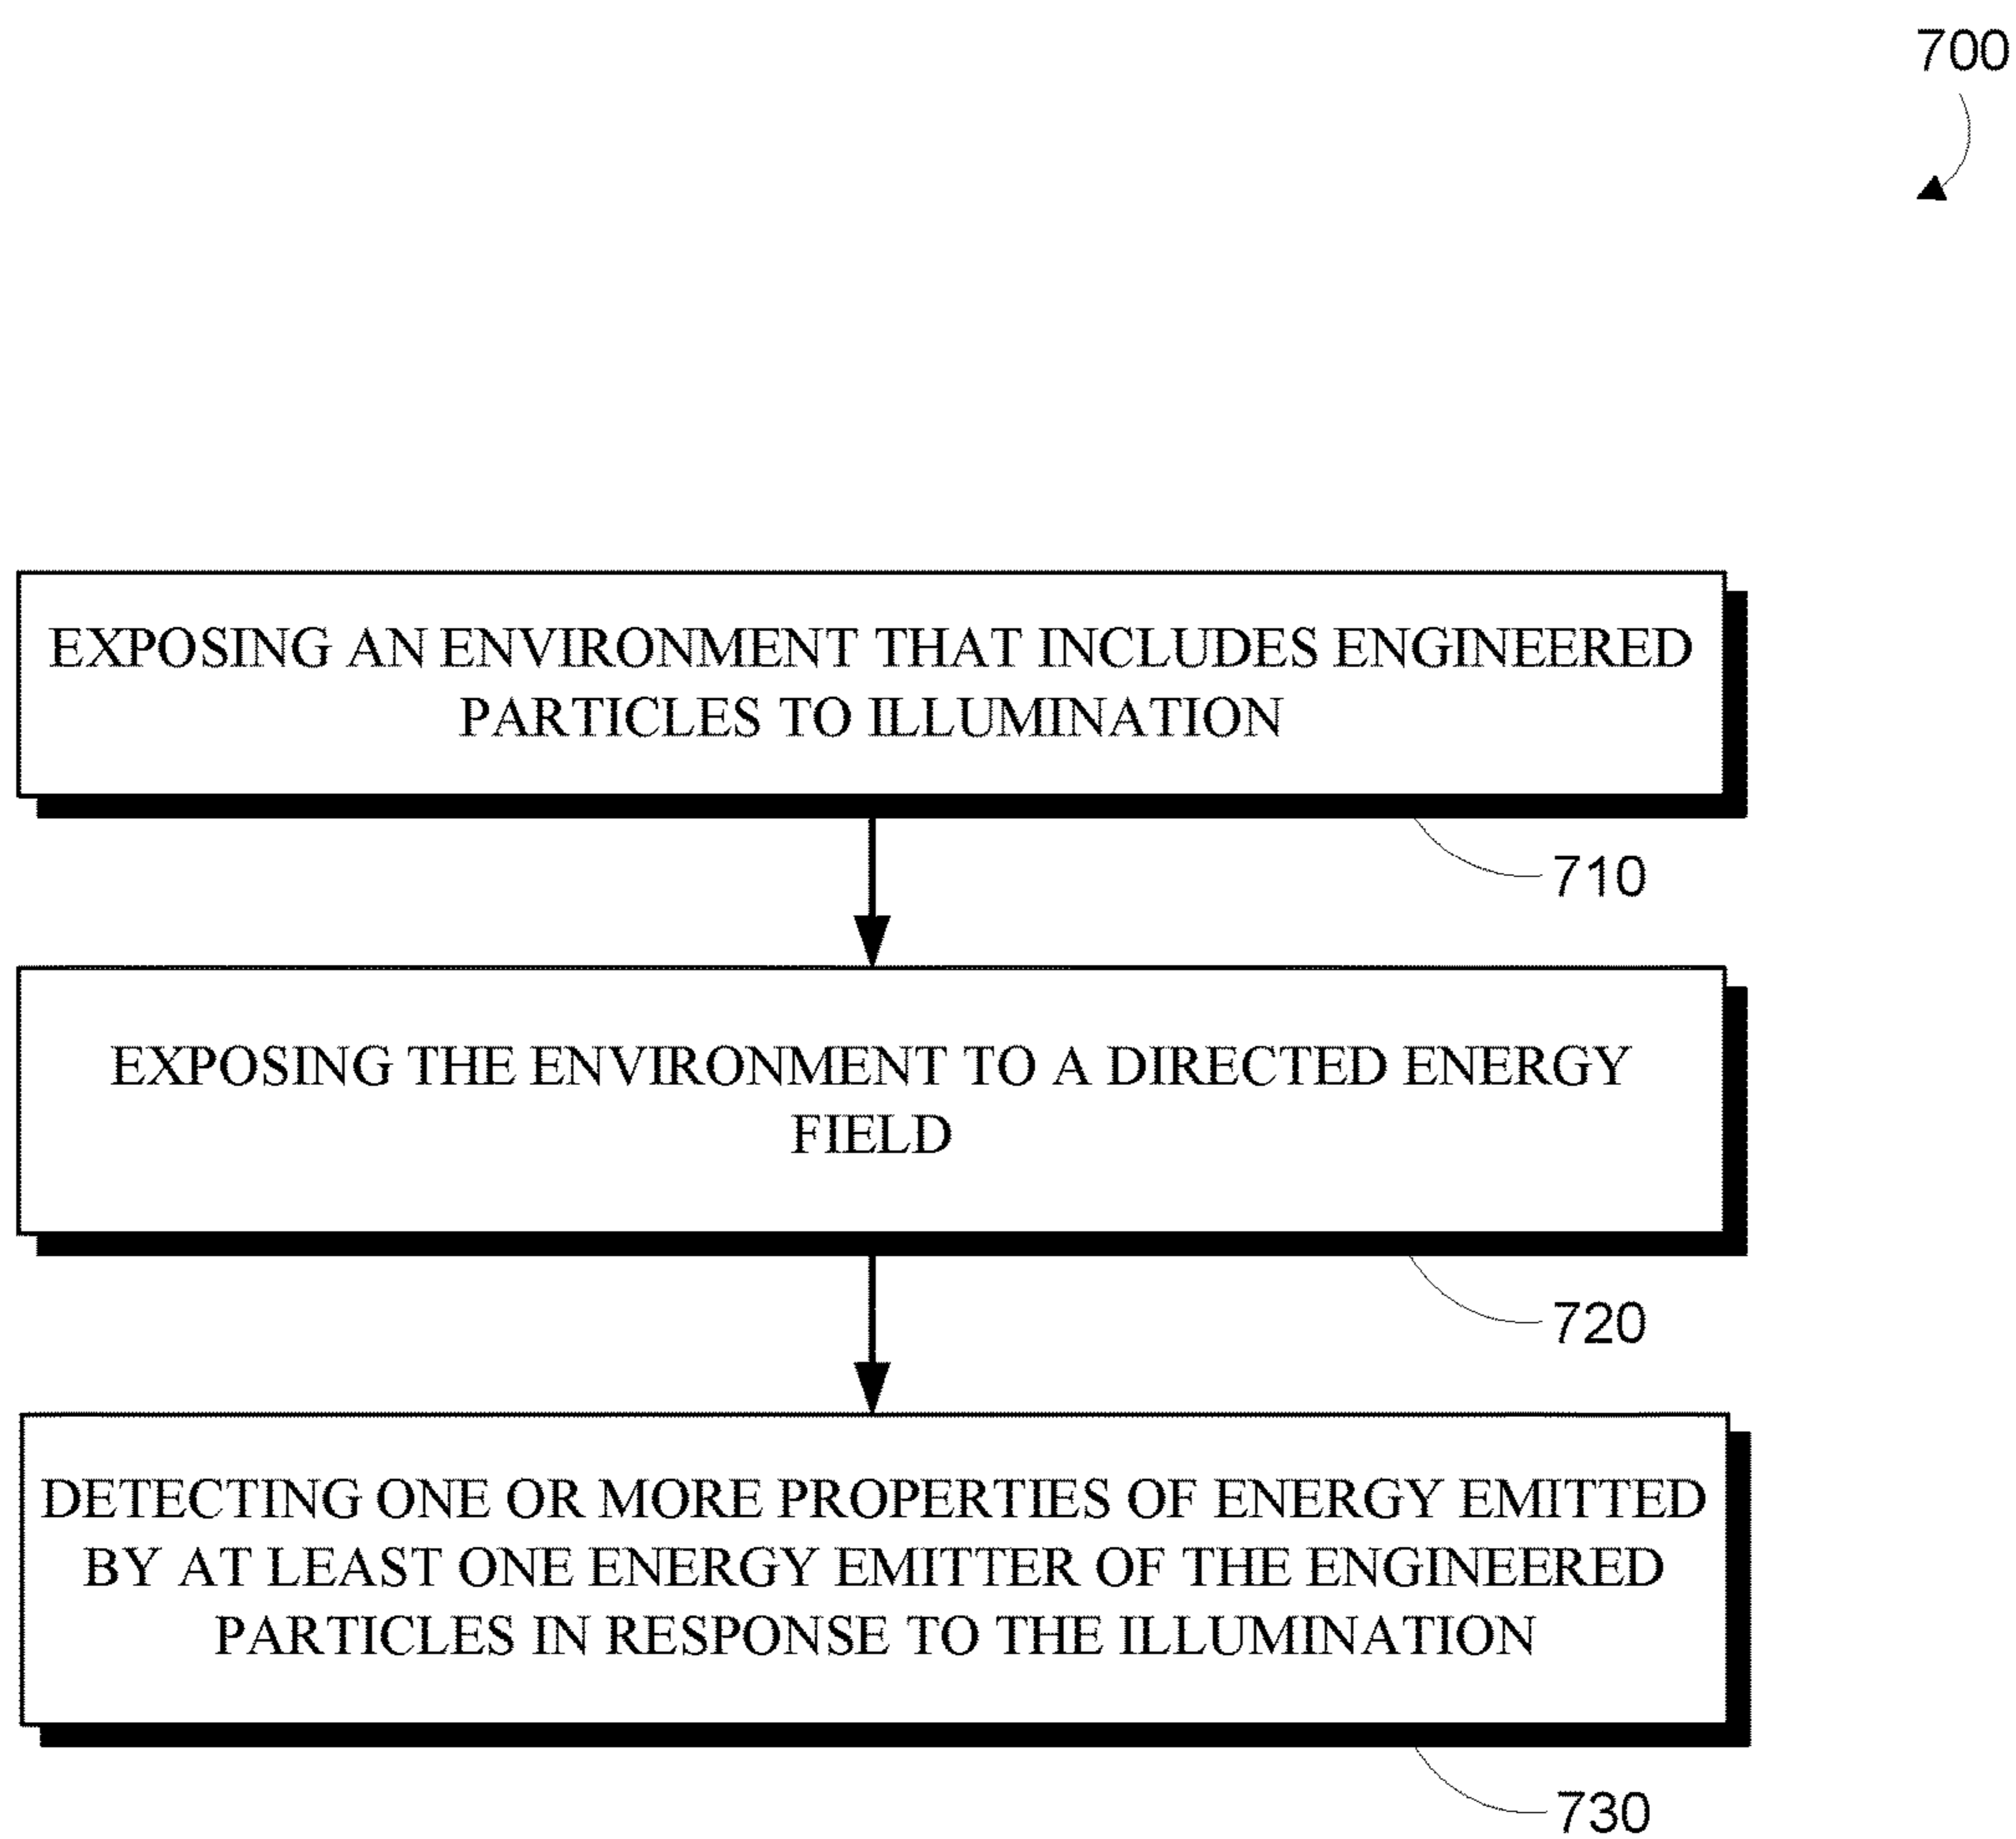 700
EXPOSING AN ENVIRONMENT THAT INCLUDES ENGINEERED
PARTICLES TO ILLUMINATION
710
EXPOSING THE ENVIRONMENT TO A DIRECTED ENERGY
FIELD
720
DETECTING ONE OR MORE PROPERTIES OF ENERGY EMITTED
BY AT LEAST ONE ENERGY EMITTER OF THE ENGINEERED
PARTICLES IN RESPONSE TO THE ILLUMINATION
730